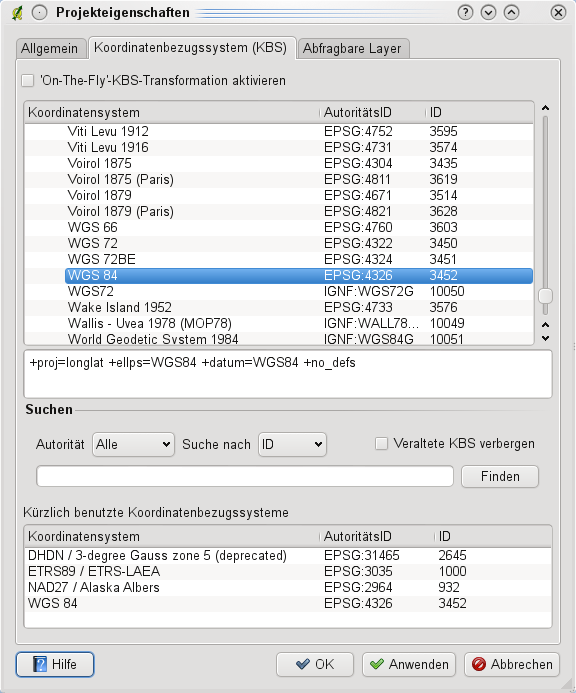 Projekteigenschaften
Allgemein Koordinatenbezugssystem (KBS) Abfragbare Layer
'On-The-Fly'-KBS-Transformation aktivieren
Koordinatensystem AutoritätsID ID
Viti Levu 1912 EPSG:4752 3595
Viti Levu 1916 EPSG:4731 3574
Voirol 1875 EPSG:4304 3435
Voirol 1875 (Paris) EPSG:4811 3619
Voirol 1879 EPSG:4671 3514
Voirol 1879 (Paris) EPSG:4821 3628
WGS 66 EPSG:4760 3603
WGS 72 EPSG:4322 3450
WGS 72BE EPSG:4324 3451
WGS 84 EPSG:4326 3452
WGS72 IGNF:WGS72G 10050
Wake Island 1952 EPSG:4733 3576
Wallis - Uvea 1978 (MOP78) IGNF:WALL78... 10049
World Geodetic System 1984 IGNF:WGS84G 10051
+proj=longlat +ellps=WGS84 +datum=WGS84 +no_defs
Suchen
Autorität Alle Suche nach ID Veraltete KBS verbergen
Finden
Kürzlich benutzte Koordinatenbezugssysteme
Koordinatensystem AutoritätsID ID
DHDN / 3-degree Gauss zone 5 (deprecated) EPSG:31465 2645
ETRS89 / ETRS-LAEA EPSG:3035 1000
NAD27 / Alaska Albers EPSG:2964 932
WGS 84 EPSG:4326 3452
Hilfe OK Anwenden Abbrechen